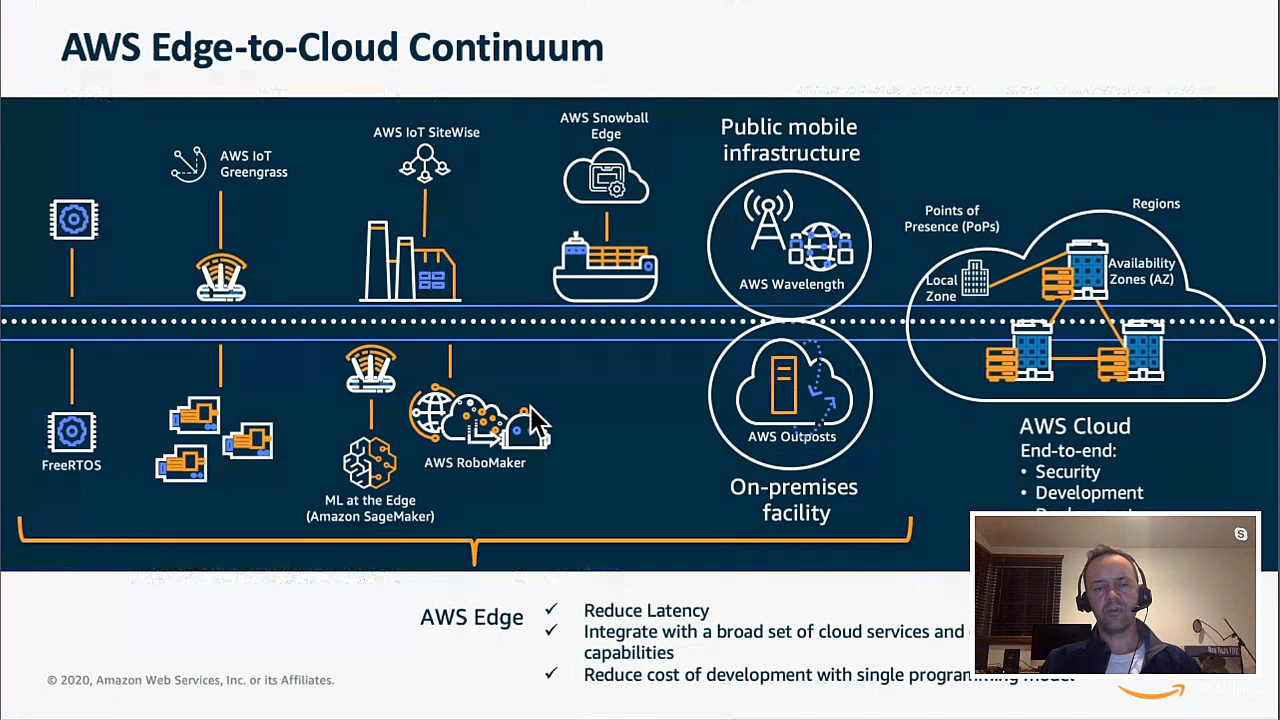 AWS Edge-to-Cloud Continuum
AWS IoT
Greengrass
AWS IoT SiteWise
AWS Snowball
Edge
Public mobile
infrastructure
AWS Wavelength
Points of
Presence (PoPs)
Regions
Local
Zone
Availability
Zones (AZ)
FreeRTOS
ML at the Edge
(Amazon SageMaker)
AWS RoboMaker
AWS Outposts
On-premises
facility
AWS Cloud
End-to-end:
• Security
• Development
AWS Edge
✓ Reduce Latency
✓ Integrate with a broad set of cloud services and
capabilities
✓ Reduce cost of development with single programming model
© 2020, Amazon Web Services, Inc. or its Affiliates.